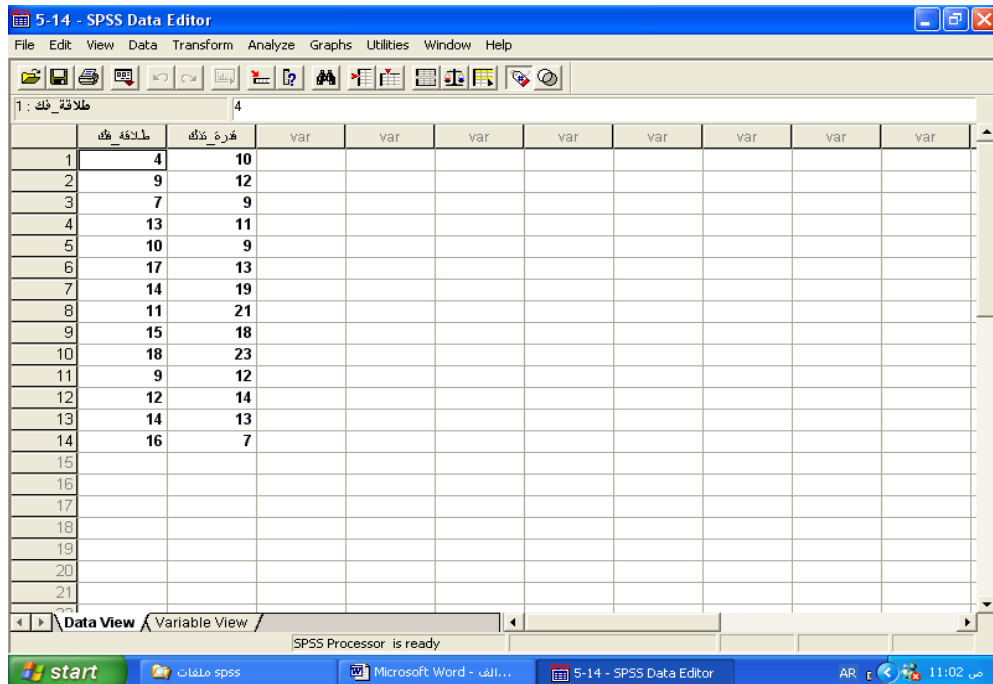 5-14 - SPSS Data Editor
File Edit View Data Transform Analyze Graphs Utilities Window Help
1 : طلاقة_فك 4
طلاقة_فك قدرة_تذك var var var var var var var var
1 4 10
2 9 12
3 7 9
4 13 11
5 10 9
6 17 13
7 14 19
8 11 21
9 15 18
10 18 23
11 9 12
12 12 14
13 14 13
14 16 7
15
16
17
18
19
20
21
Data View Variable View
SPSS Processor is ready
start ملفات spss Microsoft Word - الف... 5-14 - SPSS Data Editor AR 11:02 ص